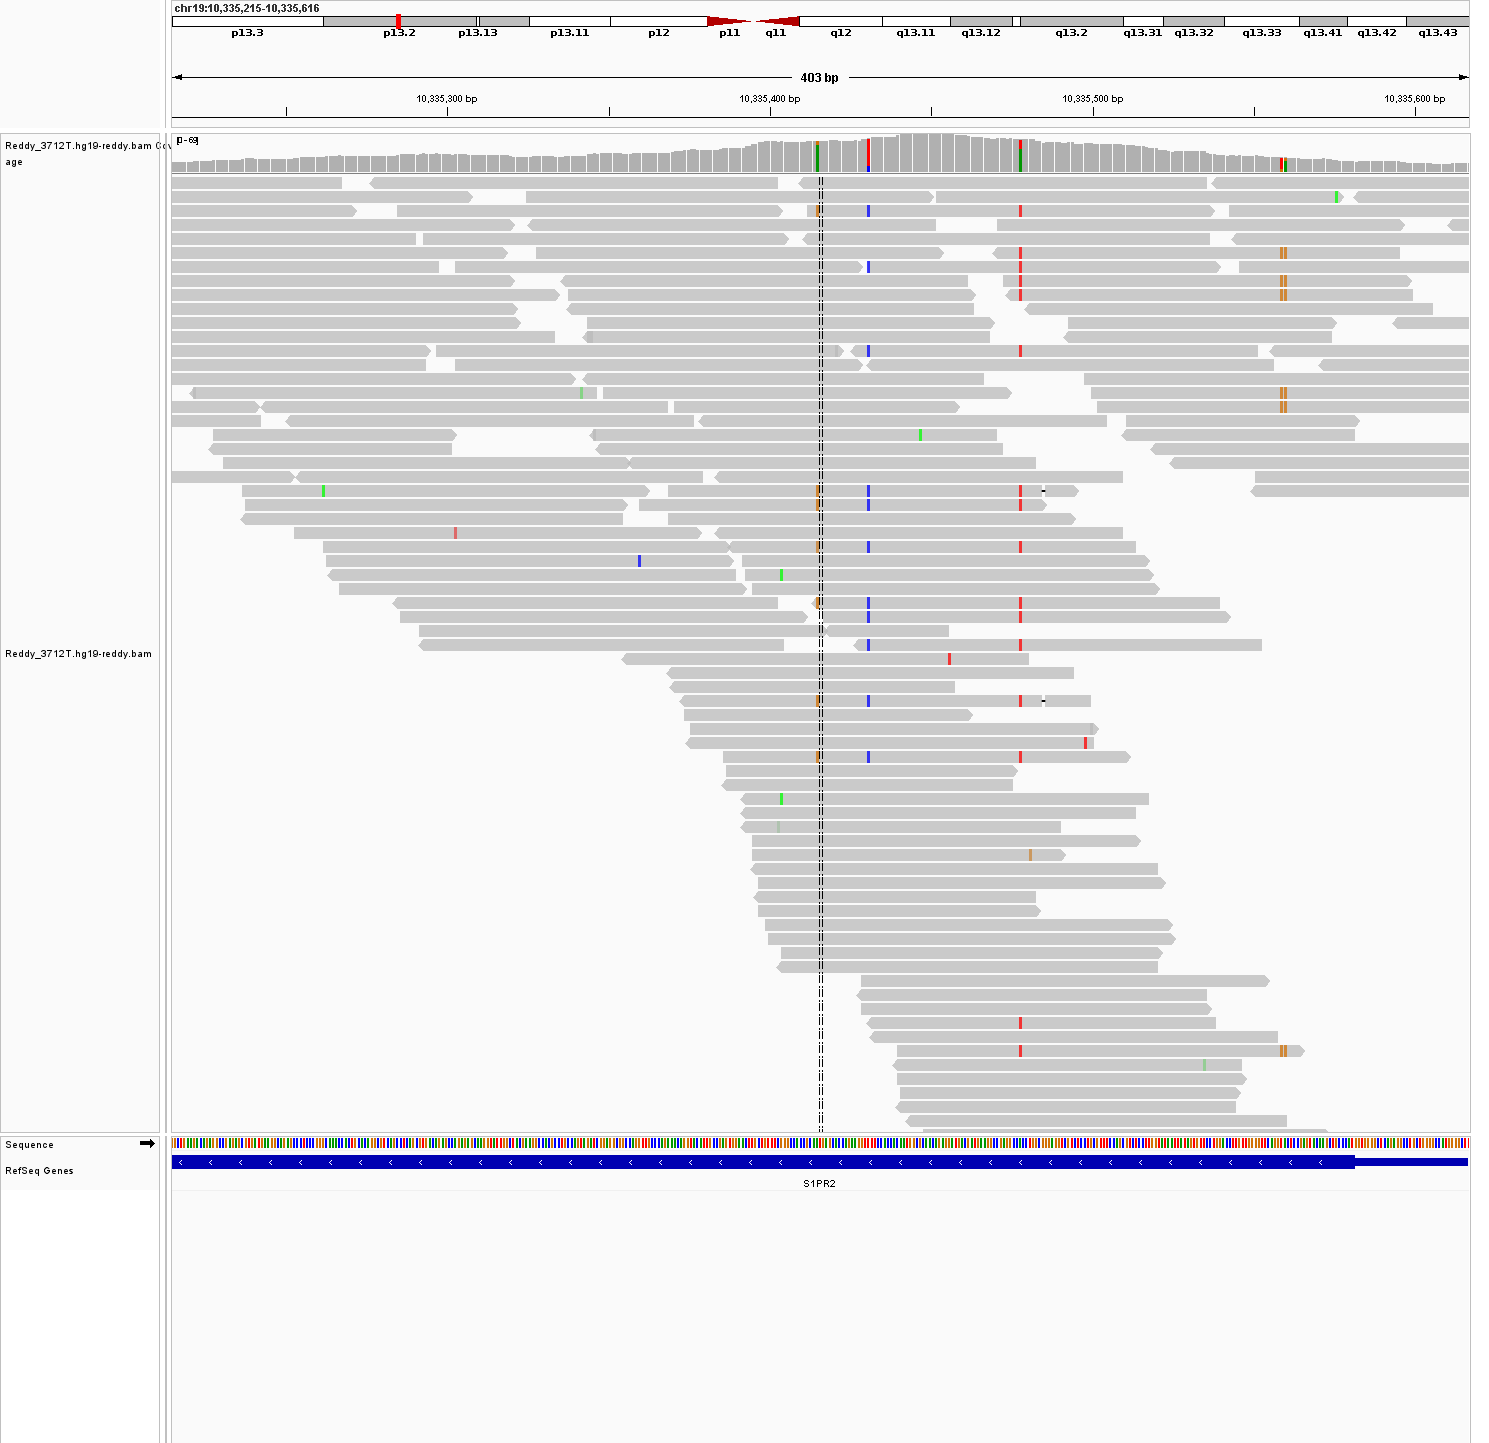 chr19:10,335,215-10,335,616
p13.3 p13.2 p13.13 p13.11 p12 p11 q11 q12 q13.11 q13.12 q13.2 q13.31 q13.32 q13.33 q13.41 q13.42 q13.43
403 bp
10,335,300 bp 10,335,400 bp 10,335,500 bp 10,335,600 bp
[0-69]
Reddy_3712T.hg19-reddy.bam
age
Reddy_3712T.hg19-reddy.bam
Sequence
RefSeq Genes
S1PR2